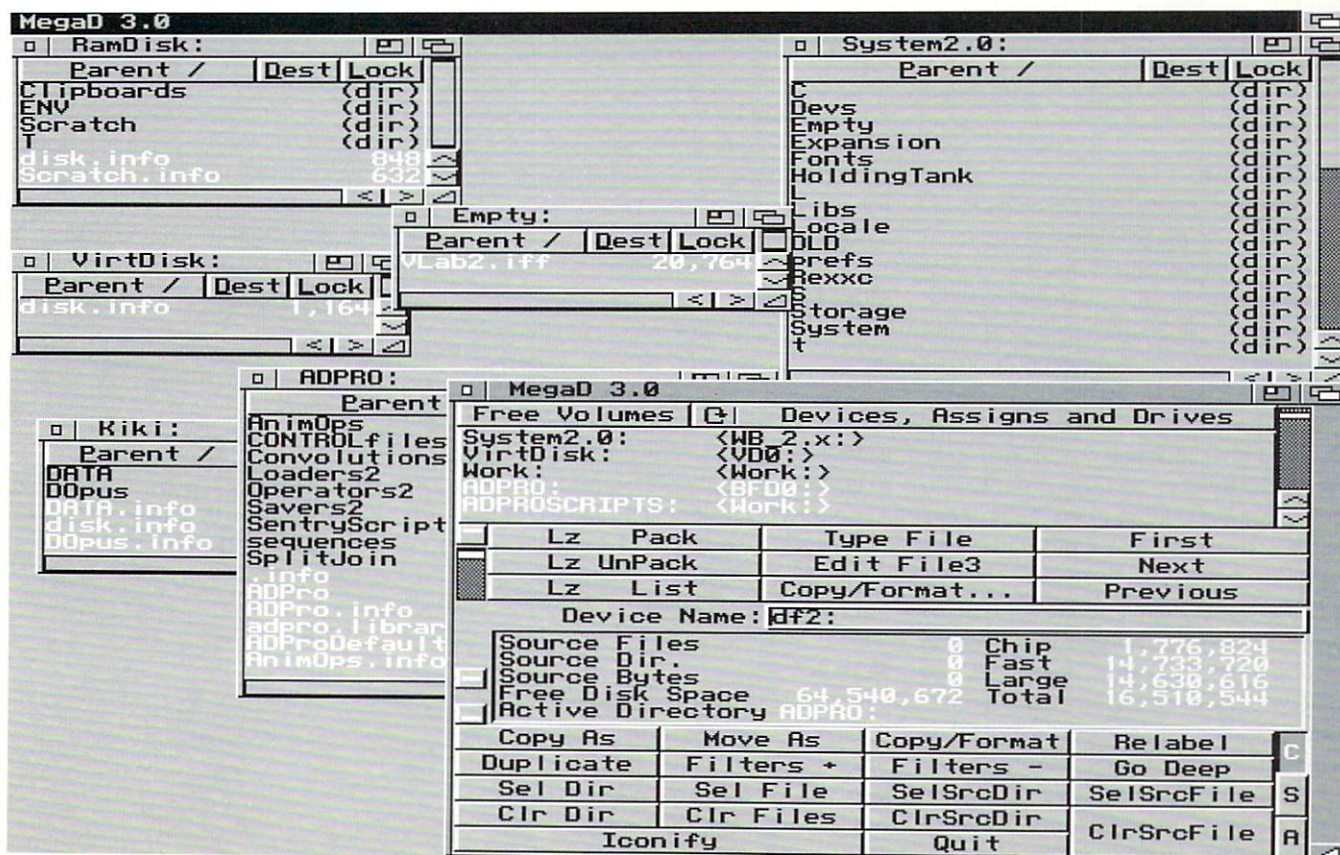 MegaD 3.0
RamDisk:
Parent / Dest Lock
Clipboards (dir)
ENV (dir)
Scratch (dir)
T (dir)
disk.info 848
Scratch.info 632
< >
System2.0:
Parent / Dest Lock
C (dir)
Devs (dir)
Empty (dir)
Expansion (dir)
Fonts (dir)
HoldingTank (dir)
L (dir)
Libs (dir)
Locale (dir)
OLD (dir)
prefs (dir)
Rexxc (dir)
S (dir)
Storage (dir)
System (dir)
t (dir)
< >
Empty:
Parent / Dest Lock
VLab2.iff 20,764
< >
VirtDisk:
Parent / Dest Lock
disk.info 1,164
< >
ADPRO:
Parent
AnimOps
CONTROLfiles
Convolutions
Loaders2
Operators2
Savers2
SentryScript
sequences
SplitJoin
.info
ADPro
ADPro.info
adpro.librar
ADProDefault
AnimOps.info
Kiki:
Parent /
DATA
DOpus
DATA.info
disk.info
DOpus.info
MegaD 3.0
Free Volumes Devices, Assigns and Drives
System2.0: <WB_2.x:>
VirtDisk: <VD0:>
Work: <Work:>
ADPRO: <BFD0:>
ADPROSCRIPTS: <Work:>
Lz Pack Type File First
Lz UnPack Edit File3 Next
Lz List Copy/Format... Previous
Device Name: df2:
Source Files 0 Chip 1,776,824
Source Dir. 0 Fast 14,733,720
Source Bytes 0 Large 14,630,616
Free Disk Space 64,540,672 Total 16,510,544
Active Directory ADPRO:
Copy As Move As Copy/Format Relabel C
Duplicate Filters + Filters - Go Deep
Sel Dir Sel File SelSrcDir SelSrcFile S
Clr Dir Clr Files ClrSrcDir ClrSrcFile A
Iconify Quit